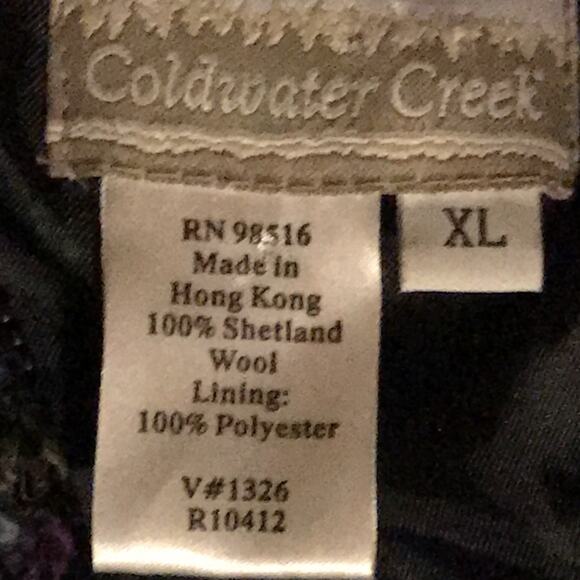 Coldwater Creek
XL
RN 98516
Made in
Hong Kong
100% Shetland
Wool
Lining:
100% Polyester
V#1326
R10412